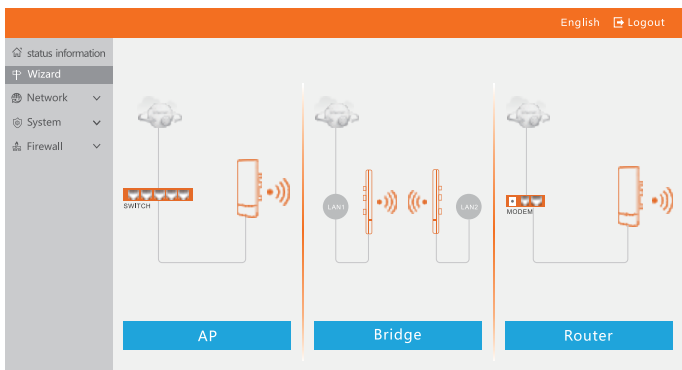 English Logout
status information
Wizard
Network
System
Firewall
SWITCH
LAN1
LAN2
MODEM
AP
Bridge
Router